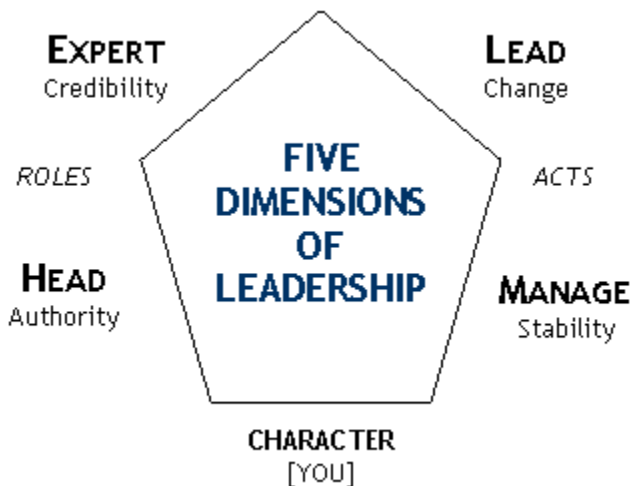 EXPERT
Credibility
LEAD
Change
ROLES
FIVE
DIMENSIONS
OF
LEADERSHIP
ACTS
HEAD
Authority
MANAGE
Stability
CHARACTER
[YOU]